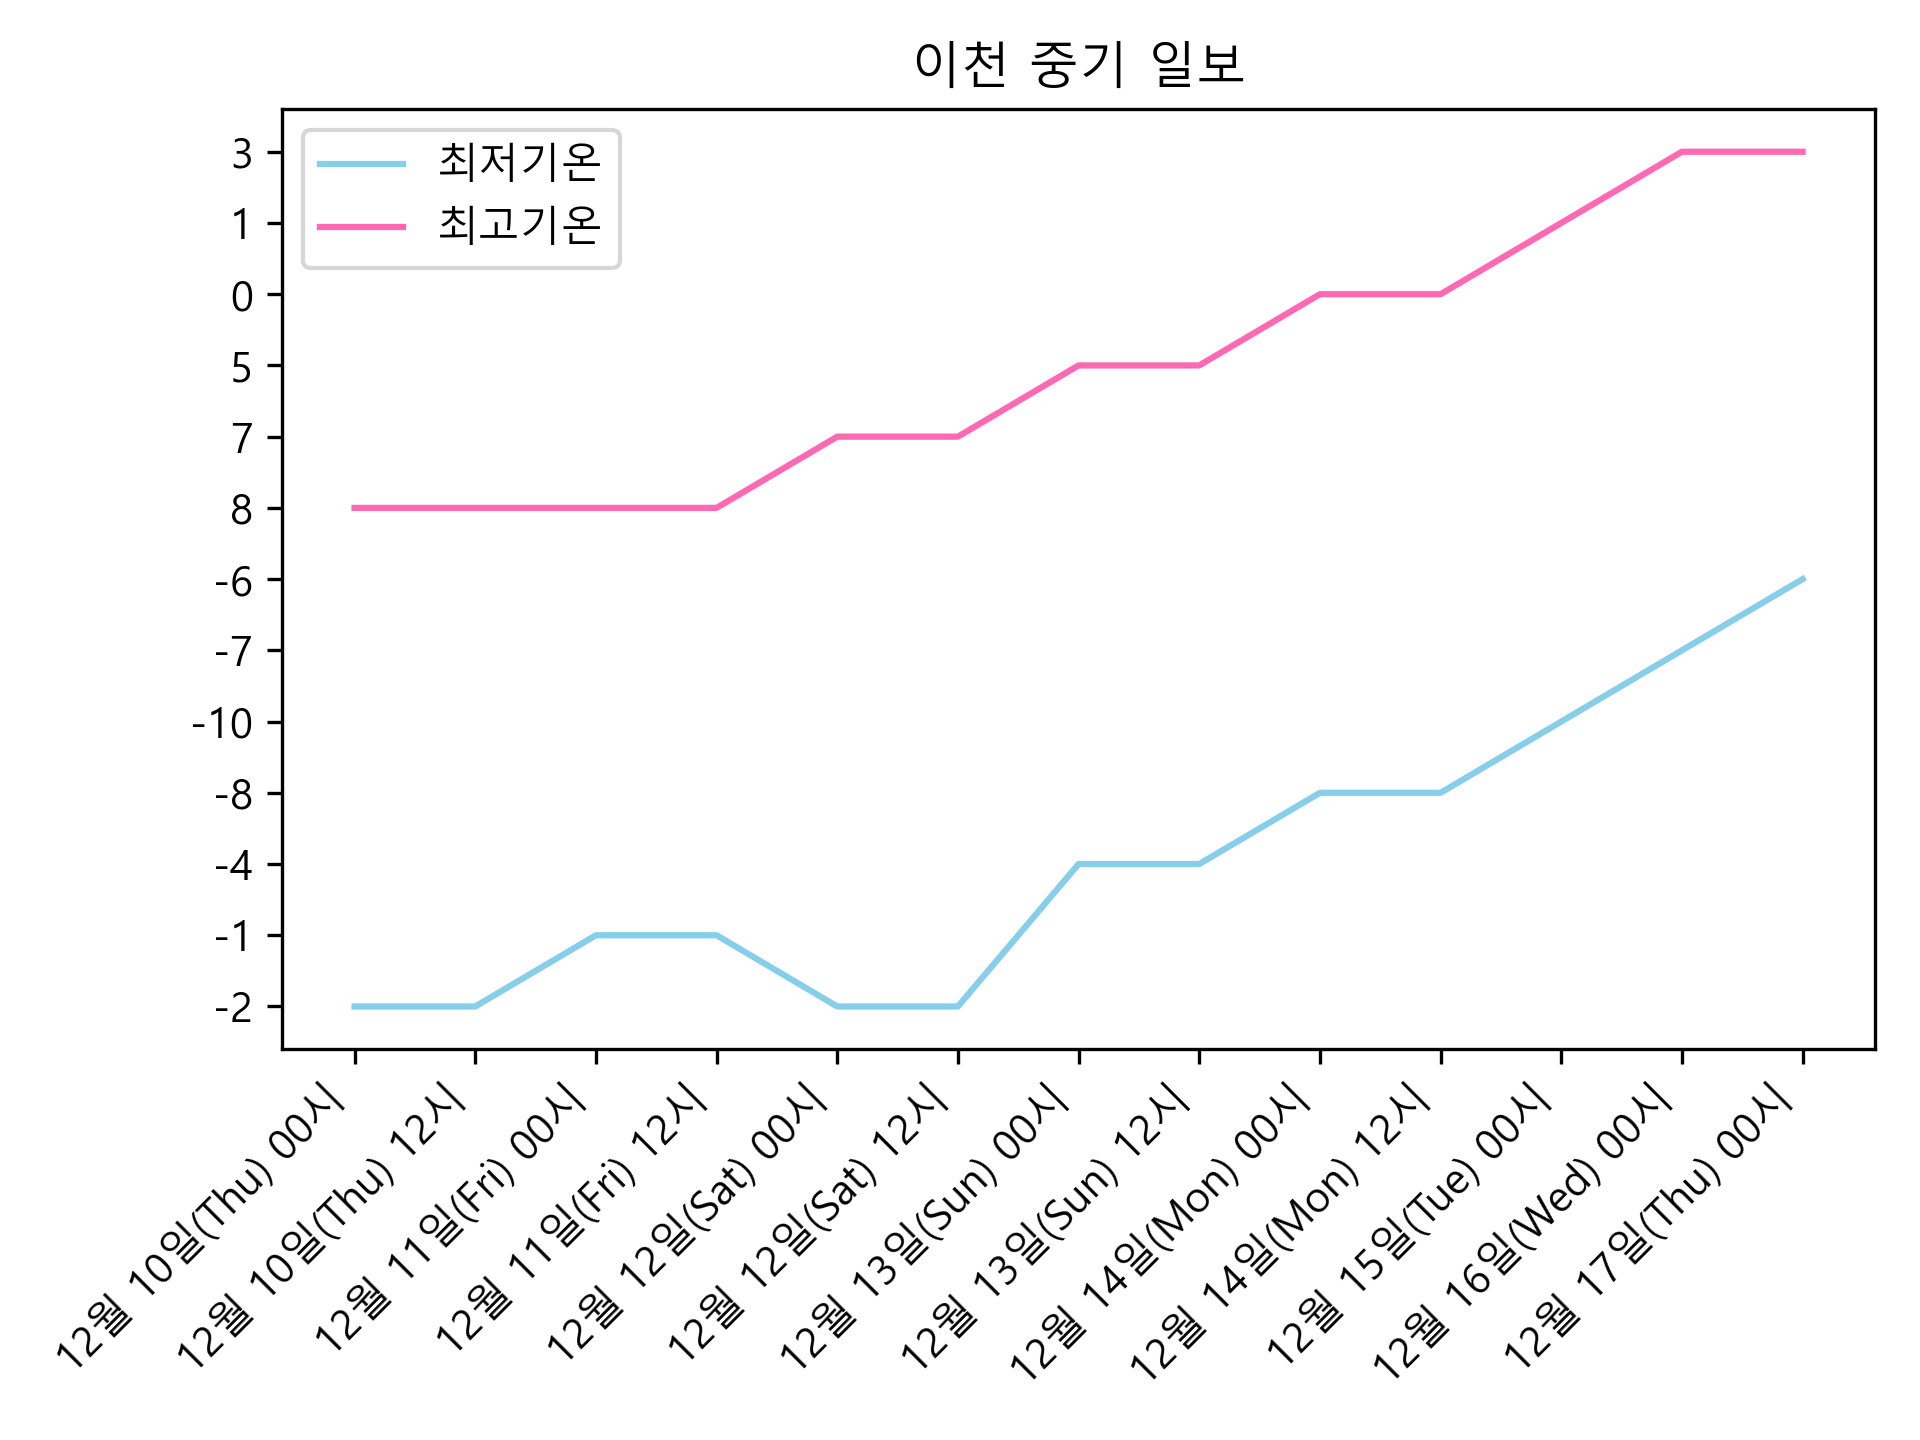 이천 중기 일보
최저기온
최고기온
3
1
0
5
7
8
-6
-7
-10
-8
-4
-1
-2
12월 10일(Thu) 00시
12월 10일(Thu) 12시
12월 11일(Fri) 00시
12월 11일(Fri) 12시
12월 12일(Sat) 00시
12월 12일(Sat) 12시
12월 13일(Sun) 00시
12월 13일(Sun) 12시
12월 14일(Mon) 00시
12월 14일(Mon) 12시
12월 15일(Tue) 00시
12월 16일(Wed) 00시
12월 17일(Thu) 00시